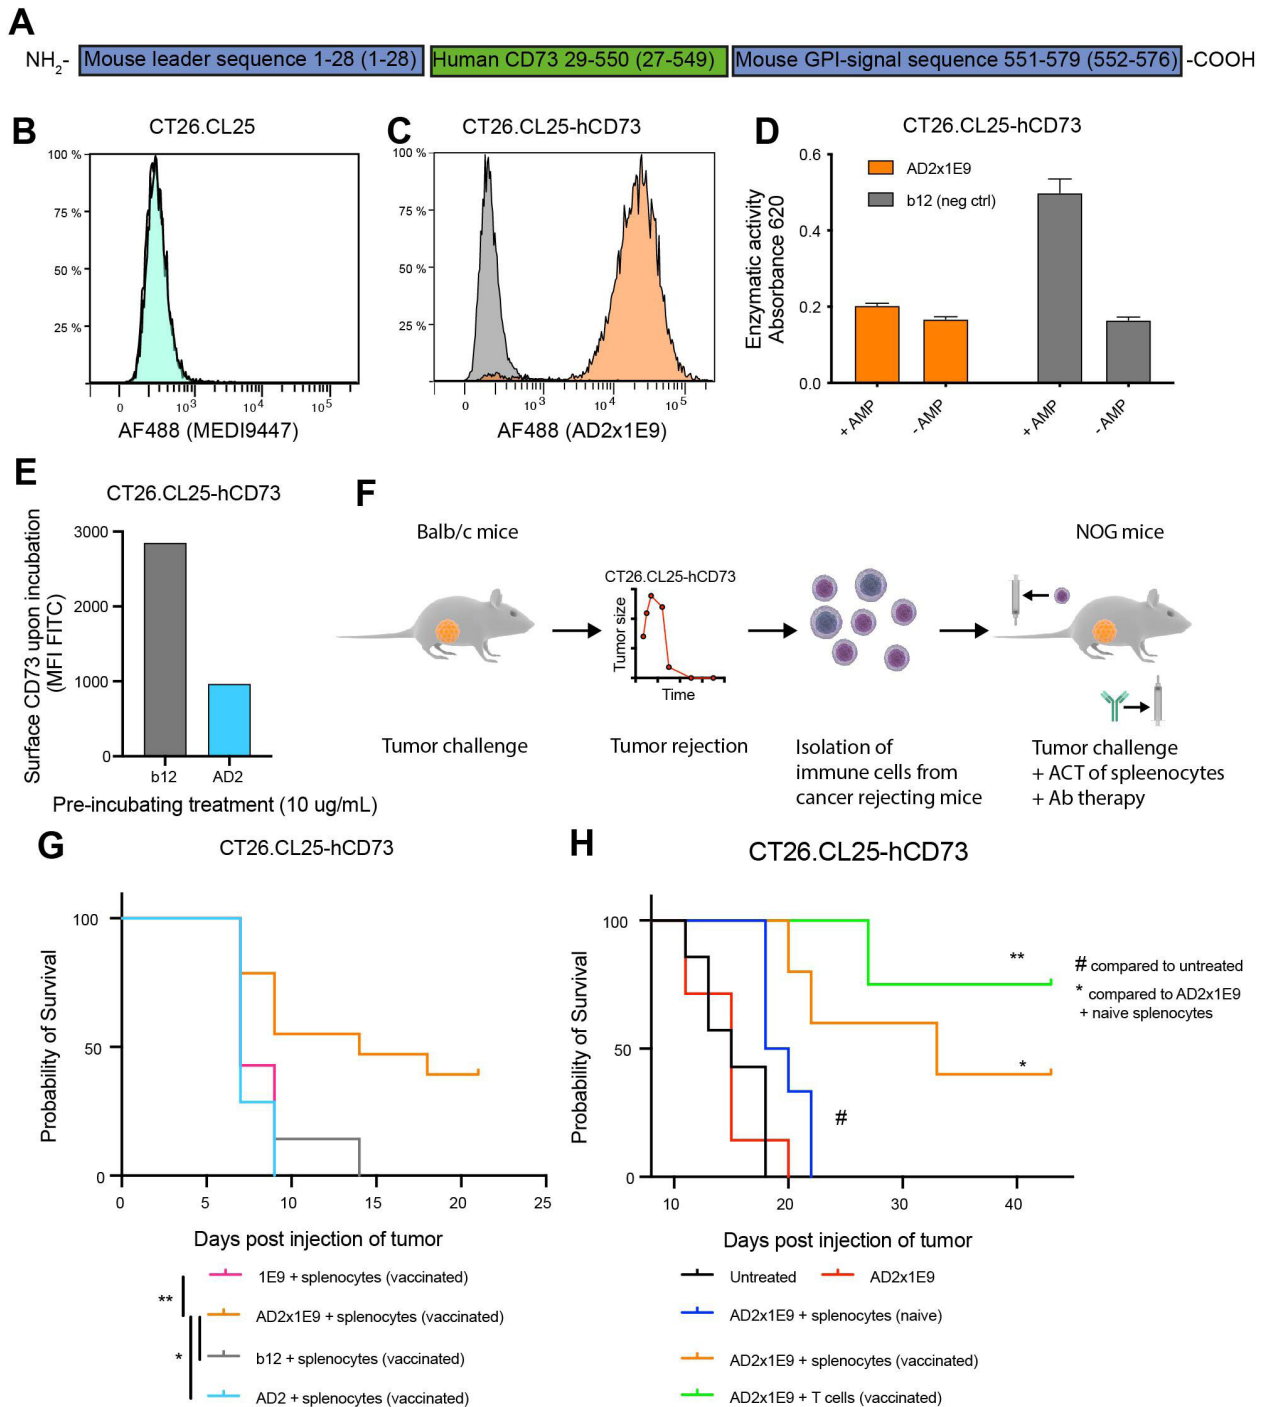 A
NH2-
Mouse leader sequence 1-28 (1-28)
Human CD73 29-550 (27-549)
Mouse GPI-signal sequence 551-579 (552-576)
-COOH
B
CT26.CL25
100 %
75 %
50 %
25 %
0
10^3
10^4
10^5
AF488 (MEDI9447)
C
CT26.CL25-hCD73
100 %
75 %
50 %
25 %
0
10^3
10^4
10^5
AF488 (AD2x1E9)
D
CT26.CL25-hCD73
AD2x1E9
b12 (neg ctrl)
Enzymatic activity
Absorbance 620
0.6
0.4
0.2
0.0
+ AMP
- AMP
+ AMP
- AMP
E
CT26.CL25-hCD73
Surface CD73 upon incubation
(MFI FITC)
3000
2000
1000
0
b12
AD2
Pre-incubating treatment (10 ug/mL)
F
Balb/c mice
NOG mice
CT26.CL25-hCD73
Tumor size
Time
Tumor challenge
Tumor rejection
Isolation of
immune cells from
cancer rejecting mice
Tumor challenge
+ ACT of spleenocytes
+ Ab therapy
G
CT26.CL25-hCD73
Probability of Survival
100
50
0
0
5
10
15
20
25
Days post injection of tumor
1E9 + splenocytes (vaccinated)
AD2x1E9 + splenocytes (vaccinated)
b12 + splenocytes (vaccinated)
AD2 + splenocytes (vaccinated)
**
*
H
CT26.CL25-hCD73
Probability of Survival
100
50
0
10
20
30
40
**
*
#
# compared to untreated
* compared to AD2x1E9
+ naive splenocytes
Days post injection of tumor
Untreated
AD2x1E9
AD2x1E9 + splenocytes (naive)
AD2x1E9 + splenocytes (vaccinated)
AD2x1E9 + T cells (vaccinated)